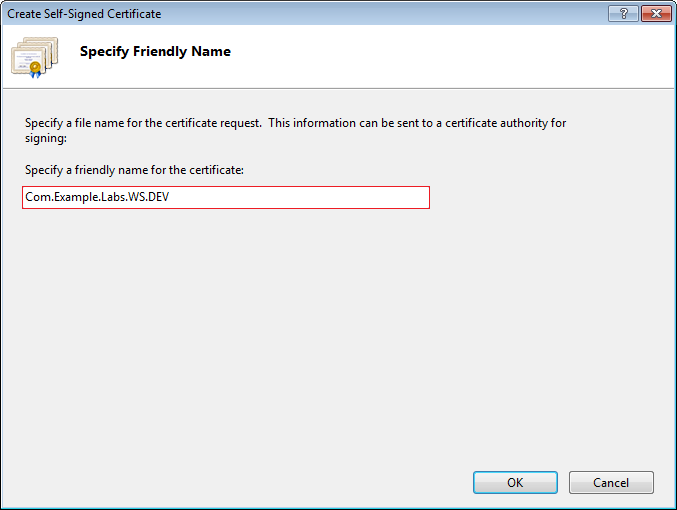 Create Self-Signed Certificate
?
Specify Friendly Name
Specify a file name for the certificate request.  This information can be sent to a certificate authority for
signing:
Specify a friendly name for the certificate:
Com.Example.Labs.WS.DEV
OK
Cancel